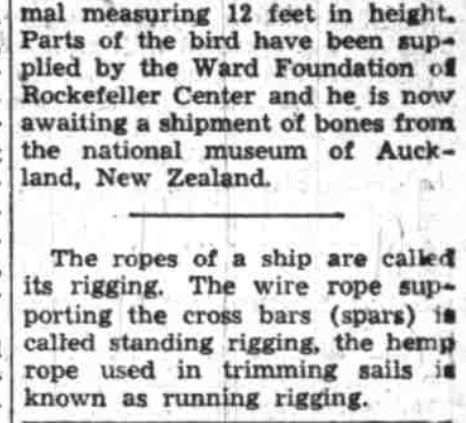 mal measuring 12 feet in height.
Parts of the bird have been sup-
plied by the Ward Foundation of
Rockefeller Center and he is now
awaiting a shipment of bones from
the national museum of Auck-
land, New Zealand.
The ropes of a ship are called
its rigging. The wire rope sup-
porting the cross bars (spars) is
called standing rigging, the hemp
rope used in trimming sails is
known as running rigging.